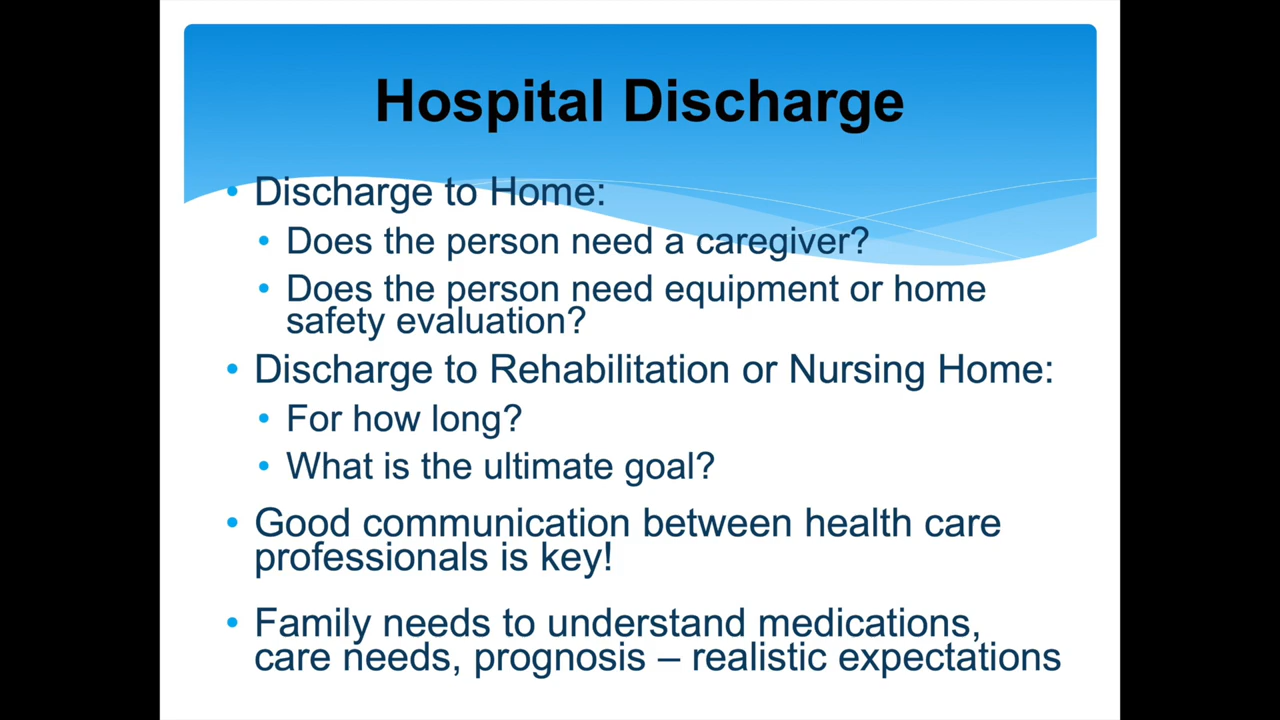 Hospital Discharge
• Discharge to Home:
• Does the person need a caregiver?
• Does the person need equipment or home
safety evaluation?
• Discharge to Rehabilitation or Nursing Home:
• For how long?
• What is the ultimate goal?
• Good communication between health care
professionals is key!
• Family needs to understand medications,
care needs, prognosis – realistic expectations